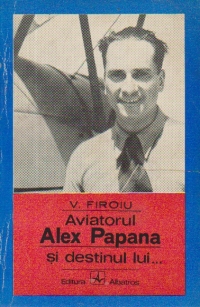 V. FIROIU
Aviatorul
Alex Papana
și destinul lui...
Editura Albatros